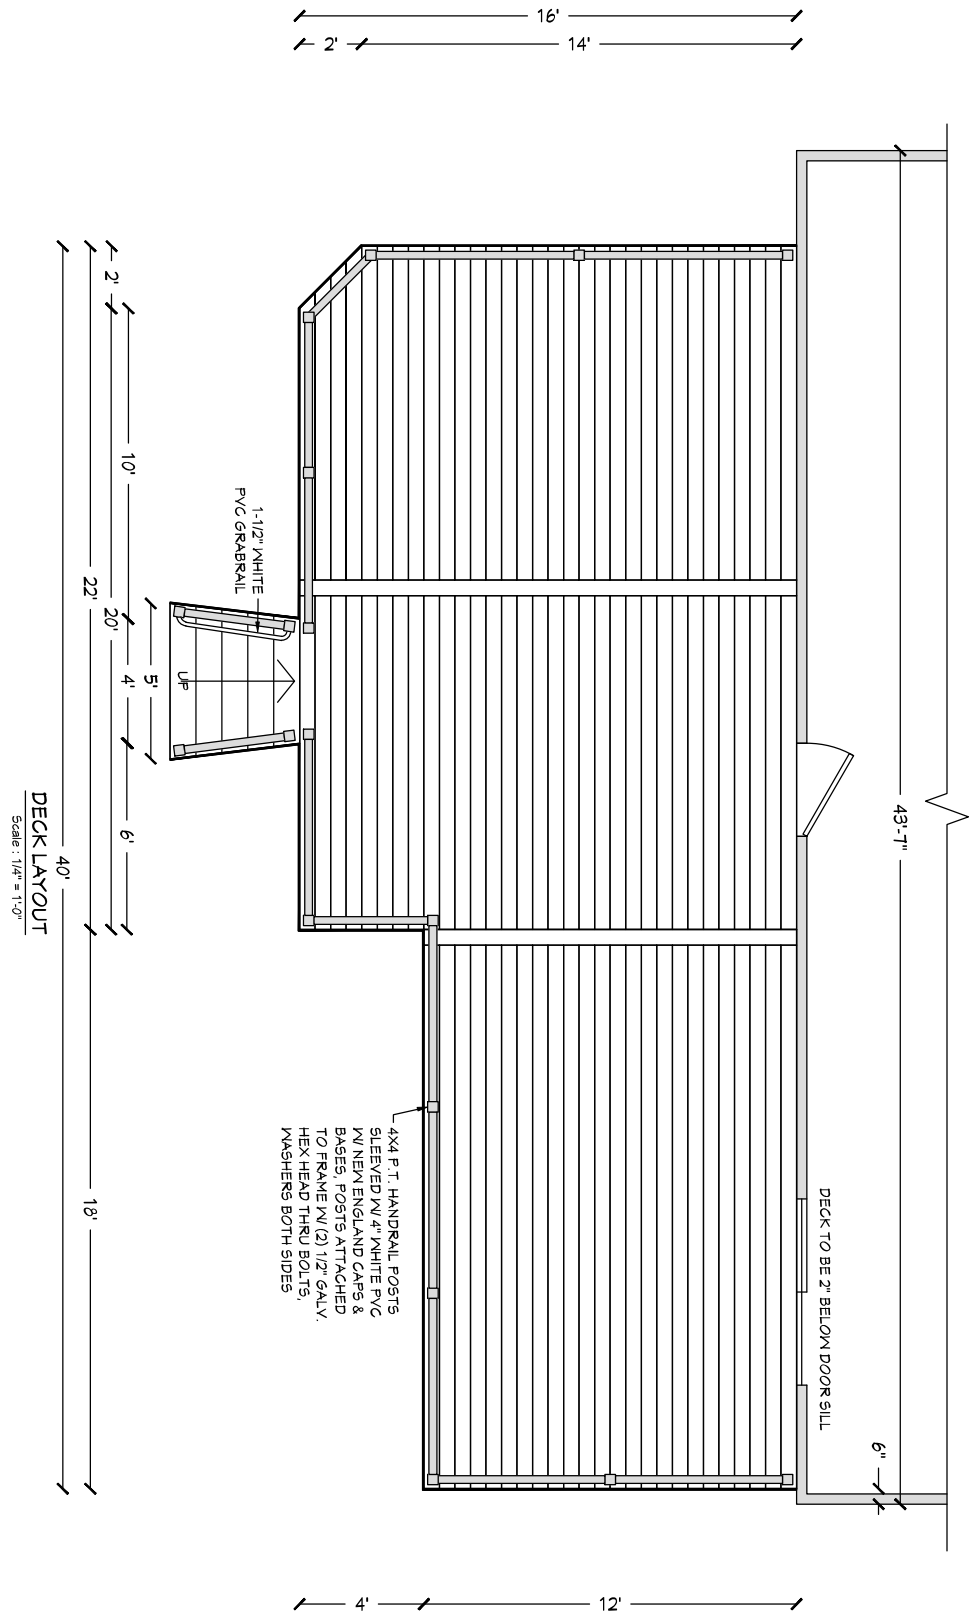 16'
2'
14'
43'-7"
2'
10'
22'
20'
4'
5'
6'
40'
18'
1-1/2" WHITE
PVC GRABRAIL
UP
4X4 P.T. HANDRAIL POSTS
SLEEVED W/ 4" WHITE PVC
W/ NEW ENGLAND CAPS &
BASES, POSTS ATTACHED
TO FRAME W/ (2) 1/2" GALV.
HEX HEAD THRU BOLTS,
WASHERS BOTH SIDES
DECK TO BE 2" BELOW DOOR SILL
6"
4'
12'
DECK LAYOUT
Scale : 1/4" = 1'-0"